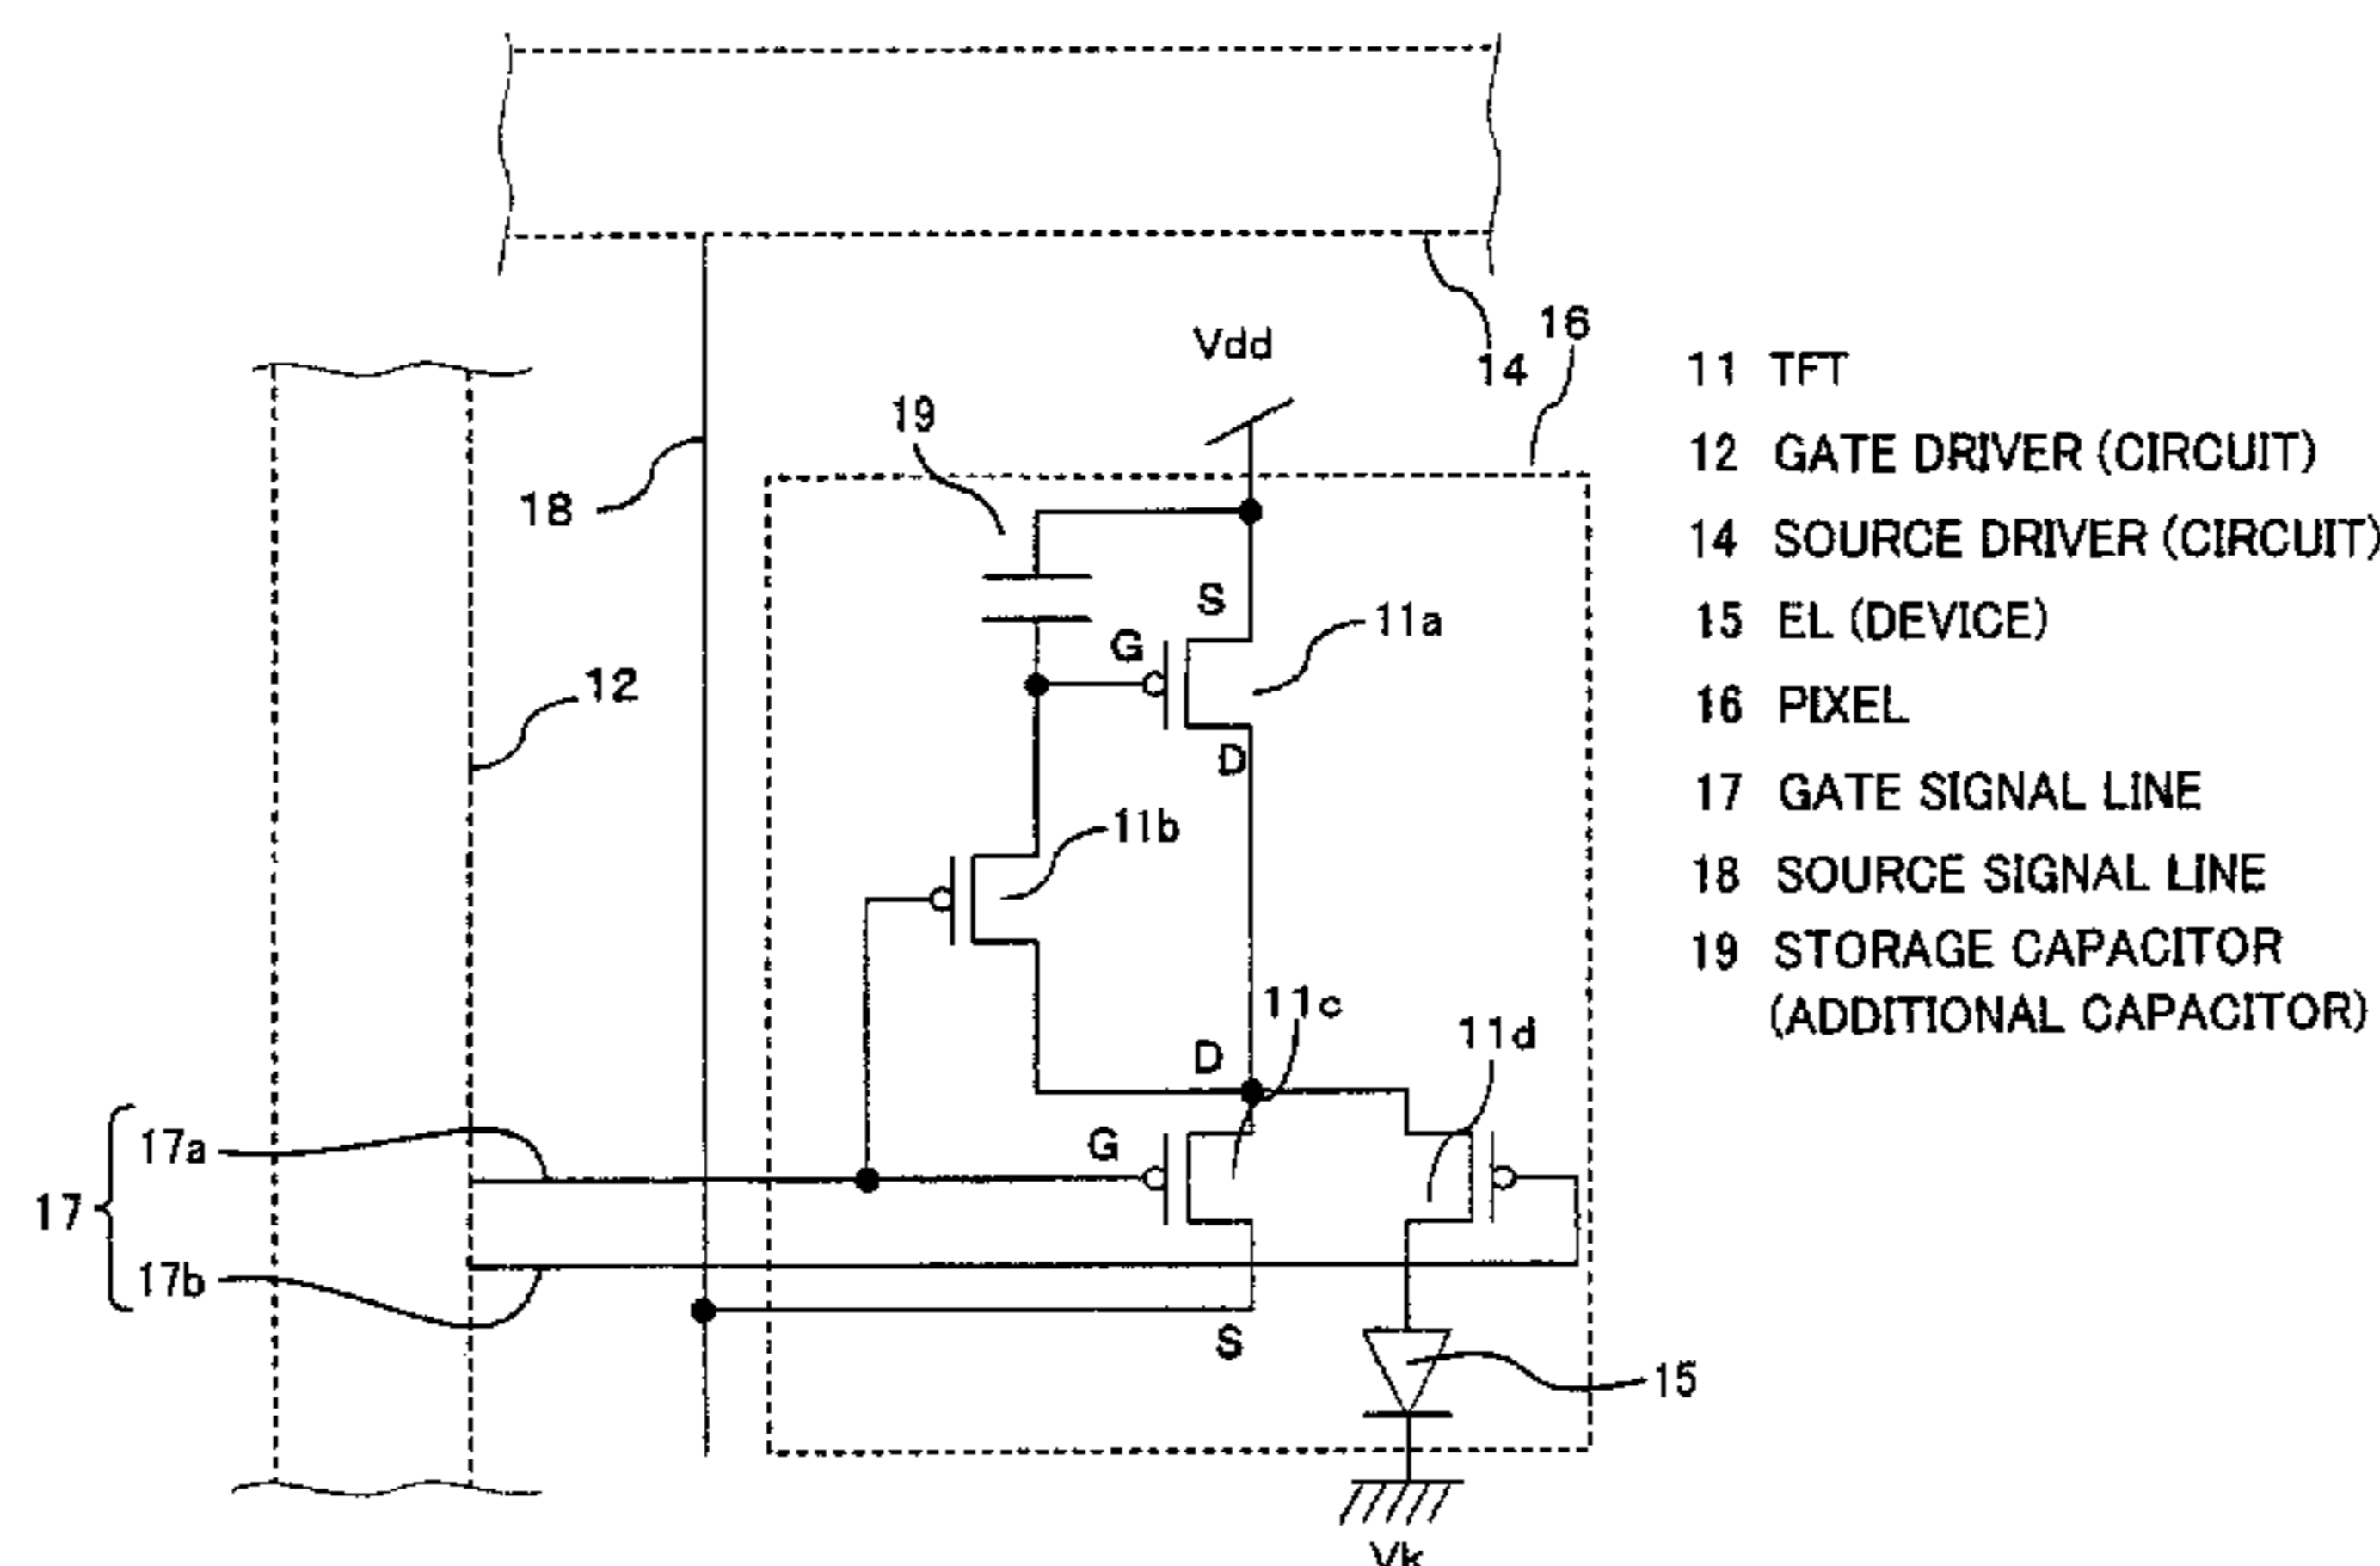 16
Vdd
14
19
18
S
11a
G
12
D
11b
11c
11d
D
17a
G
17
17b
S
15
Vk
11 TFT
12 GATE DRIVER (CIRCUIT)
14 SOURCE DRIVER (CIRCUIT)
15 EL (DEVICE)
16 PIXEL
17 GATE SIGNAL LINE
18 SOURCE SIGNAL LINE
19 STORAGE CAPACITOR
(ADDITIONAL CAPACITOR)